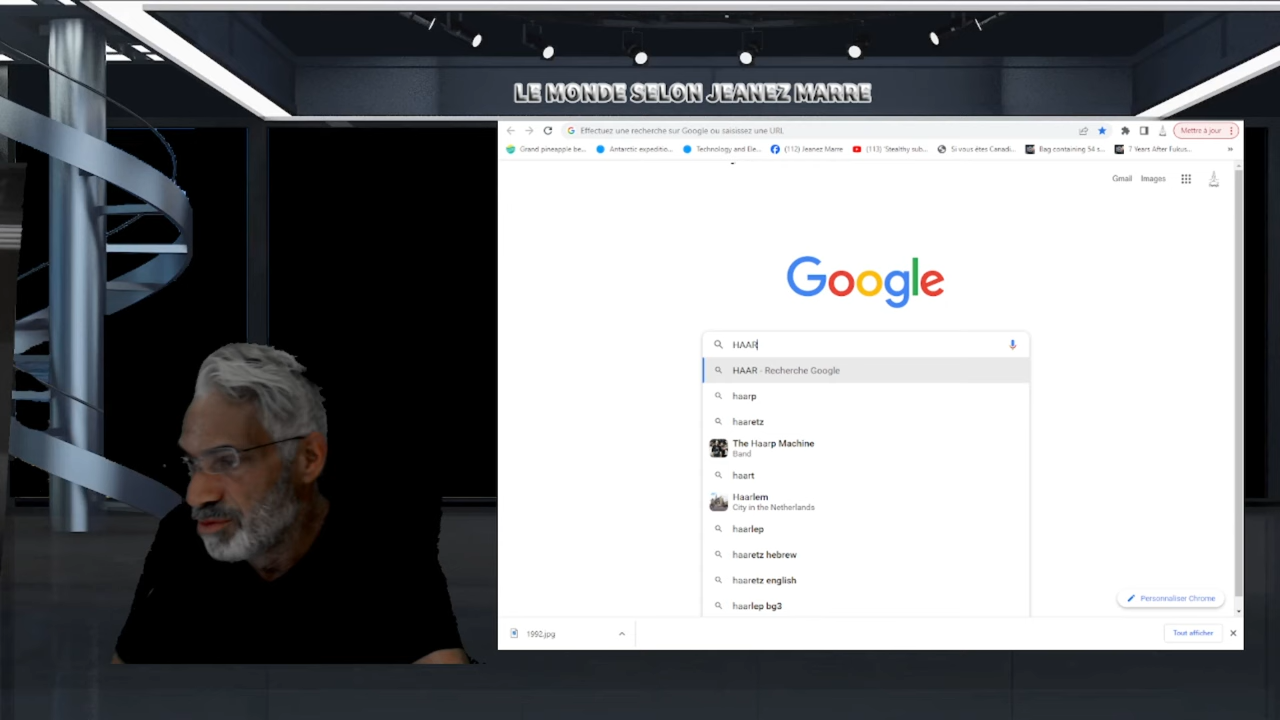 LE MONDE SELON JEANEZ MARRE
Effectuez une recherche sur Google ou saisissez une URL
Mettre à jour
Grand pineapple be...
Antarctic expeditio...
Technology and Ele...
(112) Jeanez Marre
(113) 'Stealthy sub...
Si vous êtes Canadi...
Bag containing 54 s...
7 Years After Fukus...
Gmail Images
Google
HAAR
HAAR - Recherche Google
haarp
haaretz
The Haarp Machine
Band
haart
Haarlem
City in the Netherlands
haarlep
haaretz hebrew
haaretz english
haarlep bg3
Personnaliser Chrome
1992.jpg
Tout afficher